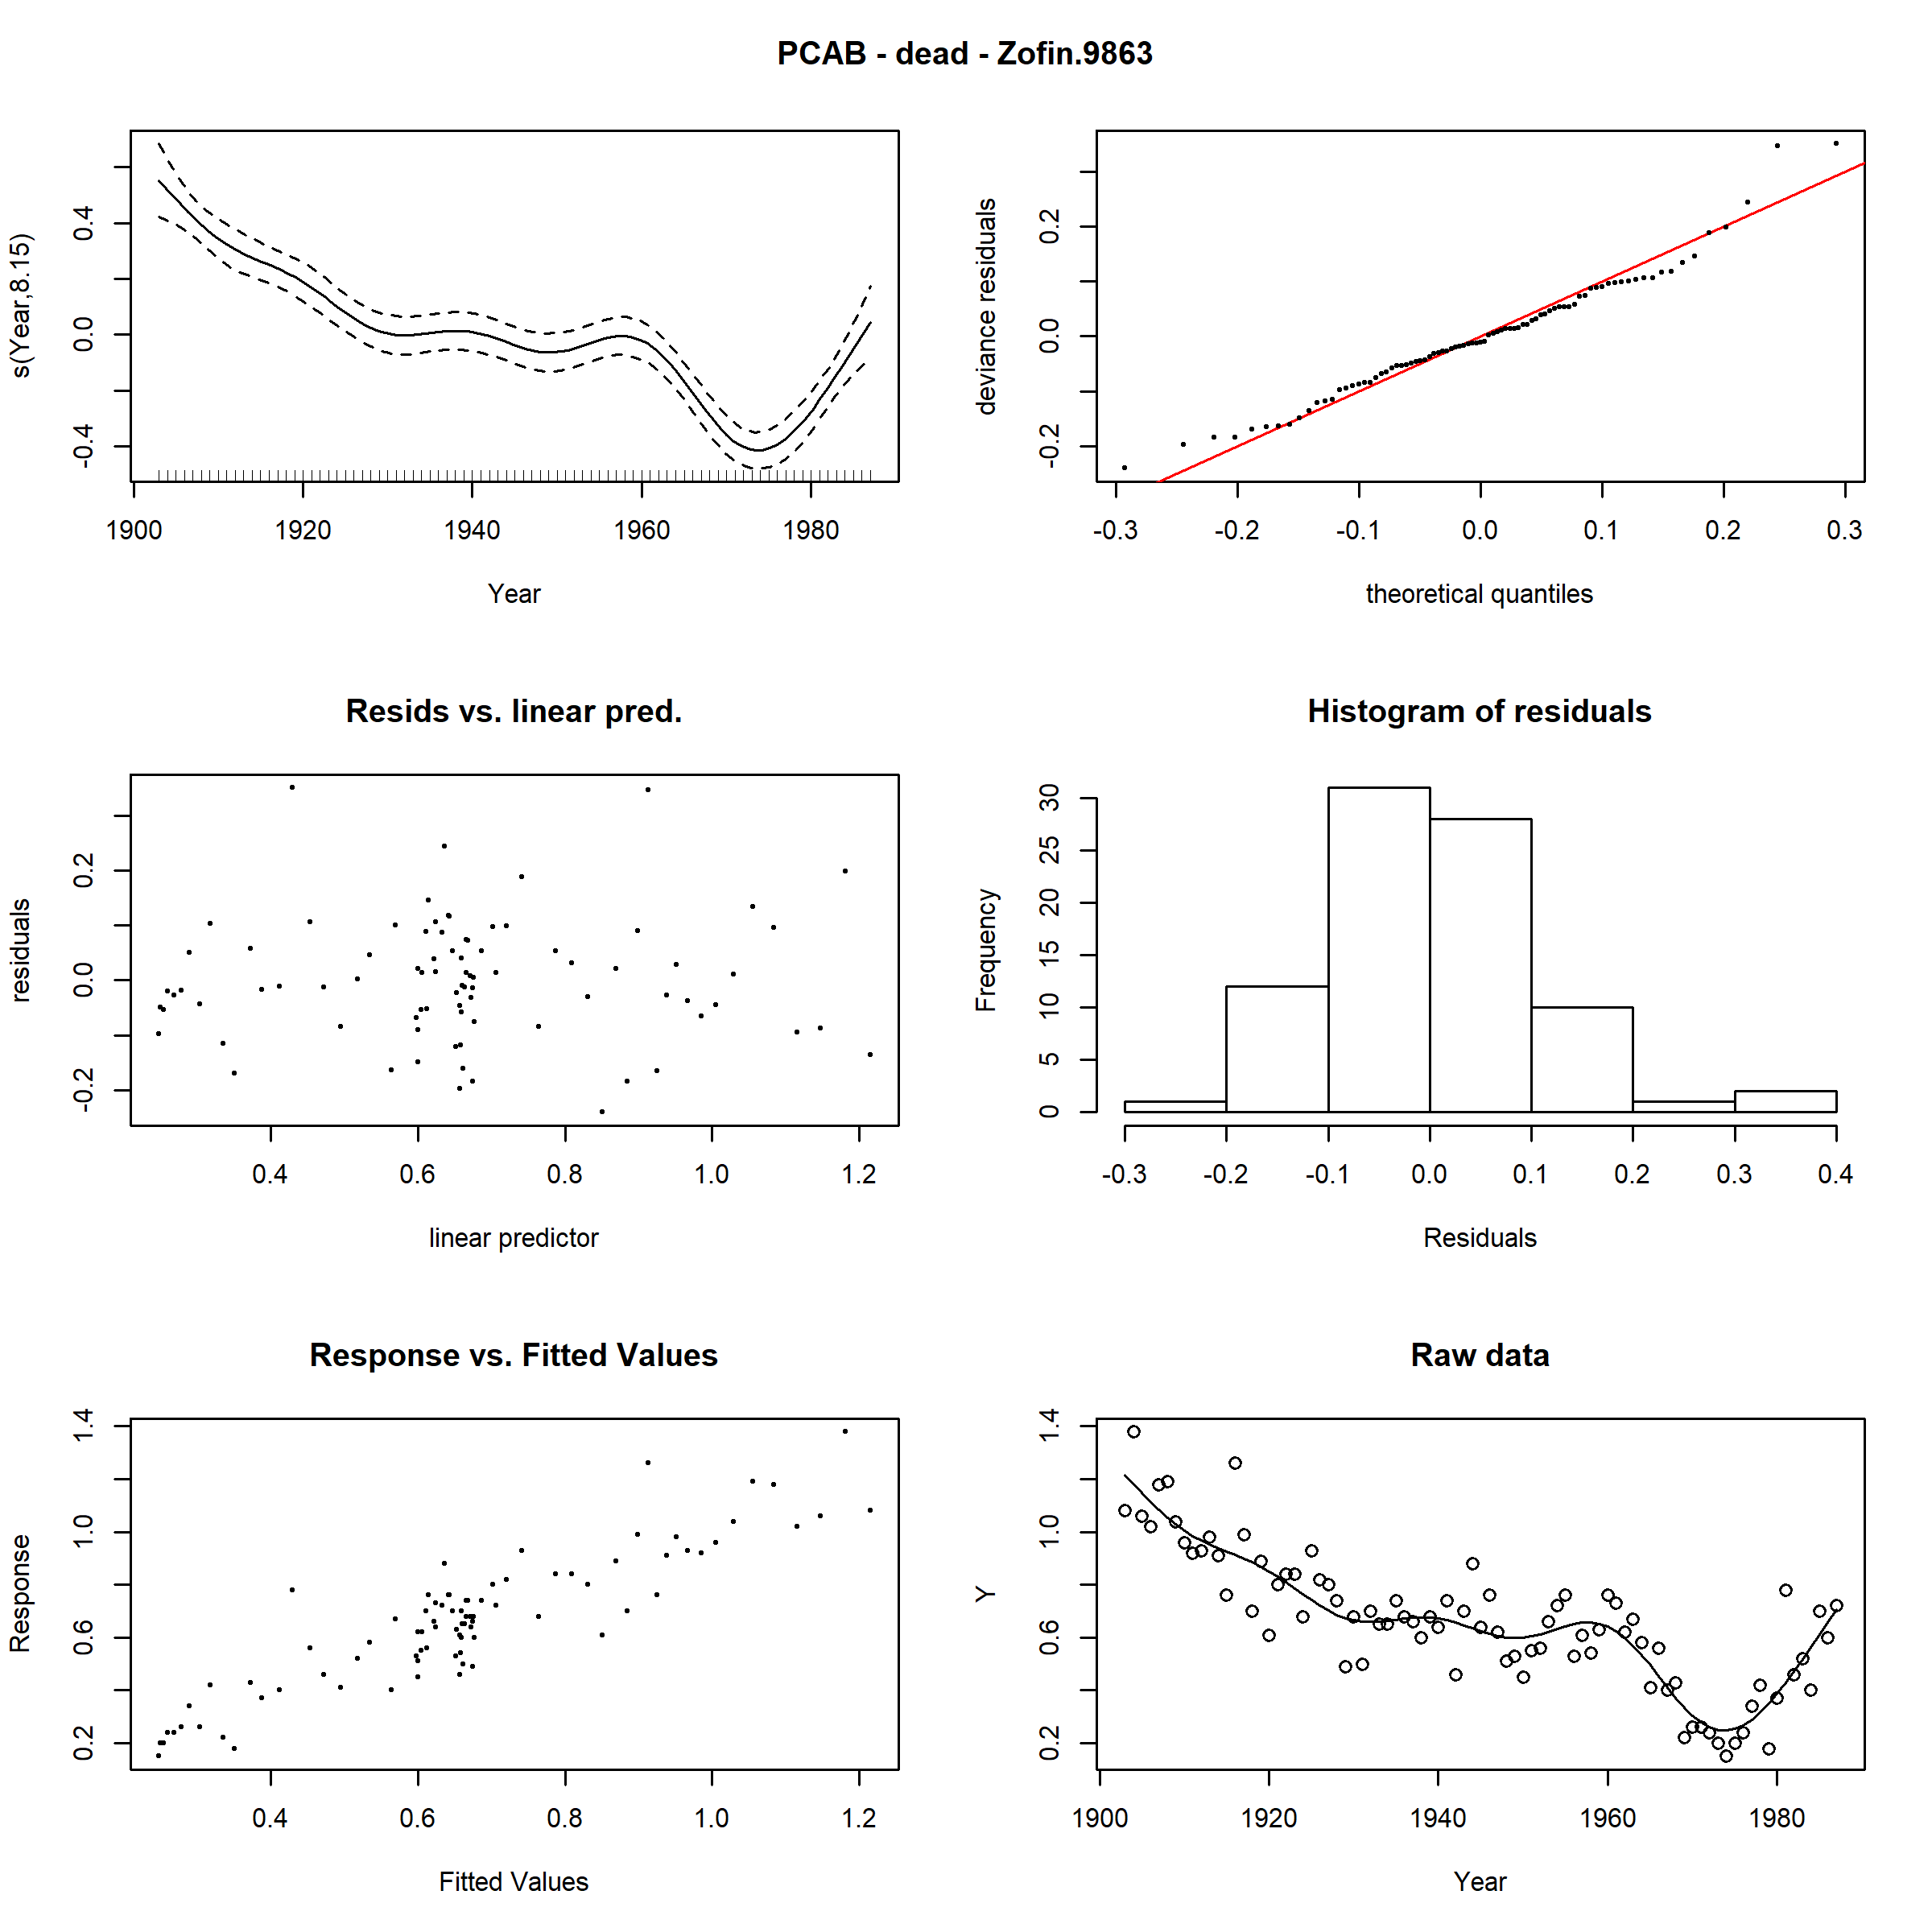 PCAB - dead - Zofin.9863
s(Year,8.15)
-0.4 0.0 0.4
1900 1920 1940 1960 1980
Year
deviance residuals
-0.2 0.0 0.2
-0.3 -0.2 -0.1 0.0 0.1 0.2 0.3
theoretical quantiles
Resids vs. linear pred.
residuals
-0.2 0.0 0.2
0.4 0.6 0.8 1.0 1.2
linear predictor
Histogram of residuals
Frequency
0 5 10 15 20 25 30
-0.3 -0.2 -0.1 0.0 0.1 0.2 0.3 0.4
Residuals
Response vs. Fitted Values
Response
0.2 0.6 1.0 1.4
0.4 0.6 0.8 1.0 1.2
Fitted Values
Raw data
Y
0.2 0.6 1.0 1.4
1900 1920 1940 1960 1980
Year